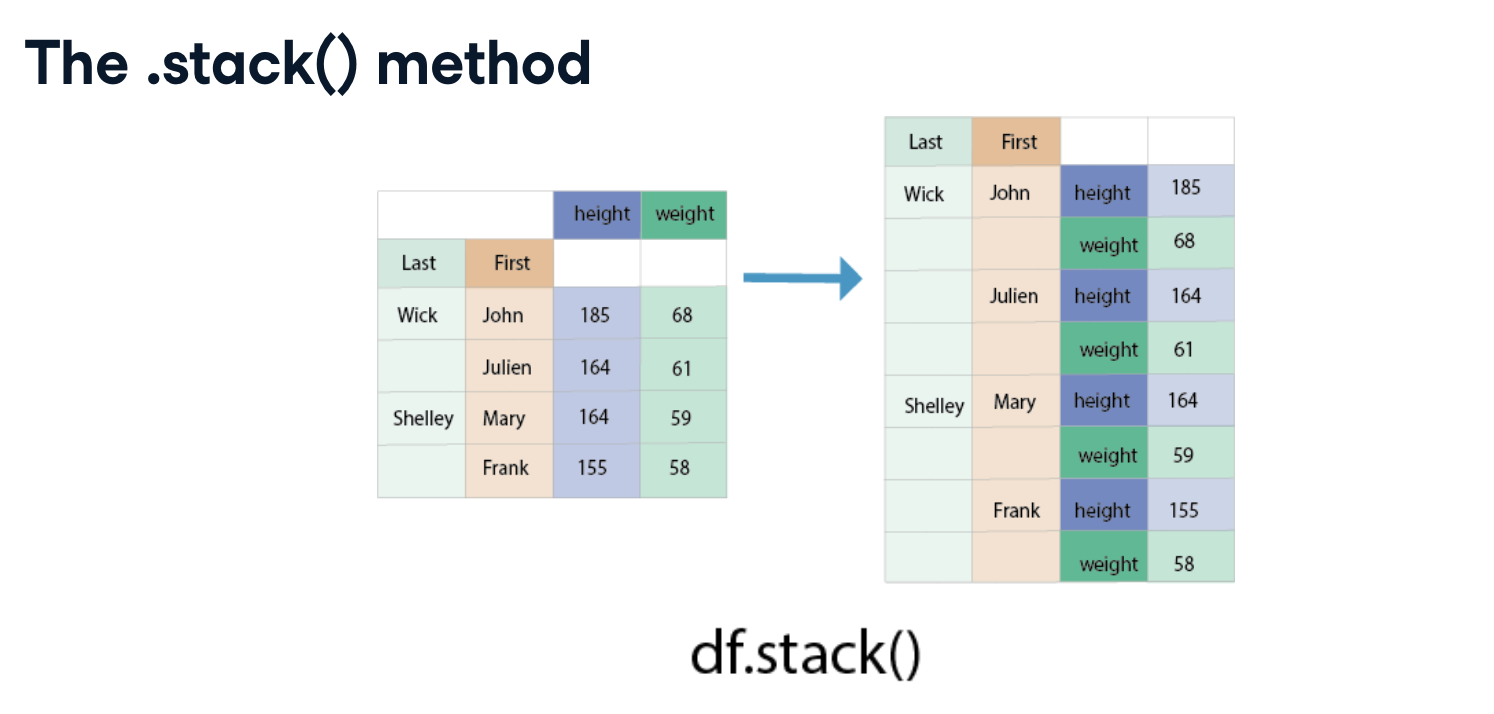 The .stack() method
height weight
Last First
Wick John 185 68
Julien 164 61
Shelley Mary 164 59
Frank 155 58
Last First
Wick John height 185
weight 68
Julien height 164
weight 61
Shelley Mary height 164
weight 59
Frank height 155
weight 58
df.stack()